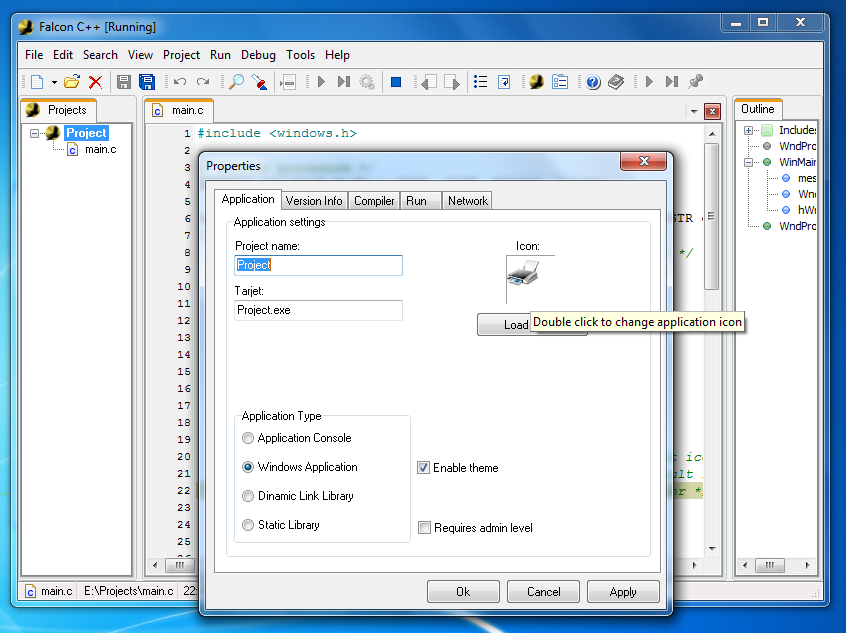 Falcon C++ [Running]
File Edit Search View Project Run Debug Tools Help
Projects
Project
main.c
main.c
1 #include <windows.h>
2
3
4
5
6
7
8 */
9
10
11
12
13
14
15
16
17
18
19
20
21
22
23
24
25
Outline
Includes
WndPro
WinMain
mes
Wnd
hWn
WndPro
Properties
Application Version Info Compiler Run Network
Application settings
Project name:
Project
Tarjet:
Project.exe
Icon:
Load
Double click to change application icon
Application Type
Application Console
Windows Application
Dinamic Link Library
Static Library
Enable theme
Requires admin level
Ok Cancel Apply
main.c E:\Projects\main.c 22: